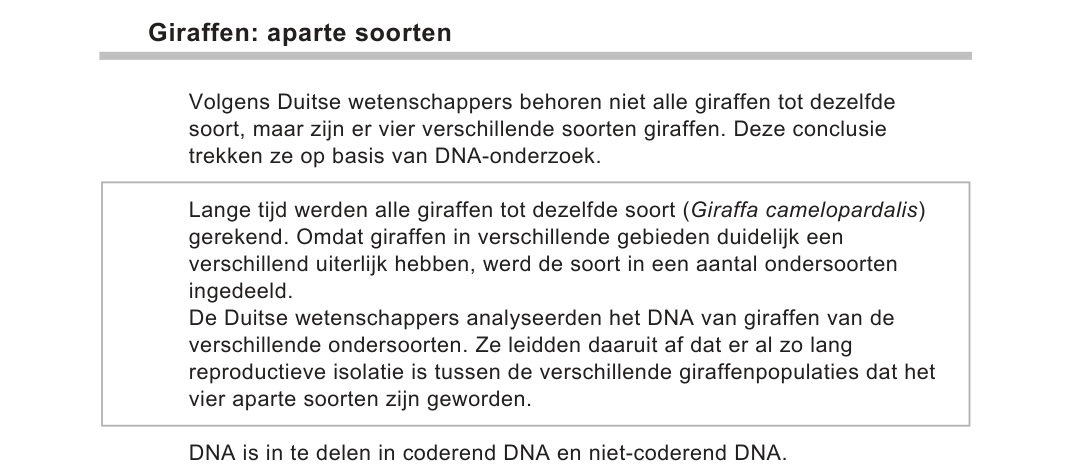 Giraffen: aparte soorten
Volgens Duitse wetenschappers behoren niet alle giraffen tot dezelfde
soort, maar zijn er vier verschillende soorten giraffen. Deze conclusie
trekken ze op basis van DNA-onderzoek.
Lange tijd werden alle giraffen tot dezelfde soort (Giraffa camelopardalis)
gerekend. Omdat giraffen in verschillende gebieden duidelijk een
verschillend uiterlijk hebben, werd de soort in een aantal ondersoorten
ingedeeld.
De Duitse wetenschappers analyseerden het DNA van giraffen van de
verschillende ondersoorten. Ze leidden daaruit af dat er al zo lang
reproductieve isolatie is tussen de verschillende giraffenpopulaties dat het
vier aparte soorten zijn geworden.
DNA is in te delen in coderend DNA en niet-coderend DNA.